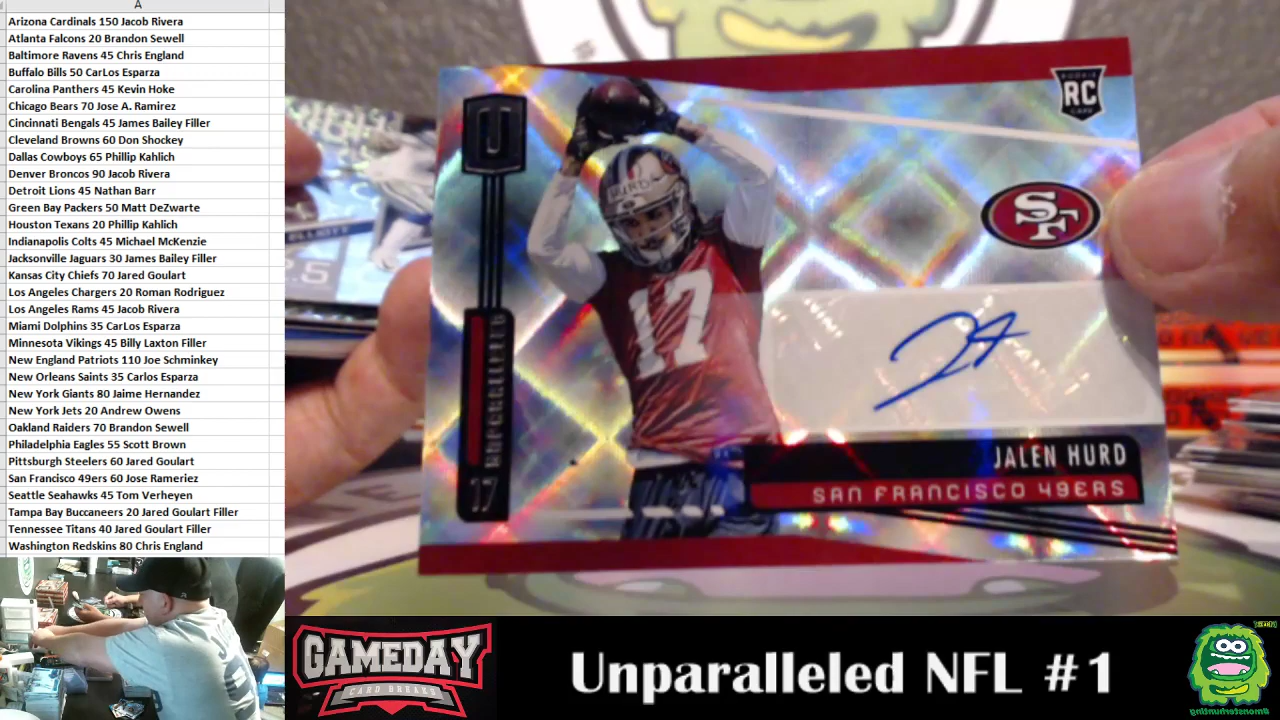 A
Arizona Cardinals 150 Jacob Rivera
Atlanta Falcons 20 Brandon Sewell
Baltimore Ravens 45 Chris England
Buffalo Bills 50 CarLos Esparza
Carolina Panthers 45 Kevin Hoke
Chicago Bears 70 Jose A. Ramirez
Cincinnati Bengals 45 James Bailey Filler
Cleveland Browns 60 Don Shockey
Dallas Cowboys 65 Phillip Kahlich
Denver Broncos 90 Jacob Rivera
Detroit Lions 45 Nathan Barr
Green Bay Packers 50 Matt DeZwarte
Houston Texans 20 Phillip Kahlich
Indianapolis Colts 45 Michael McKenzie
Jacksonville Jaguars 30 James Bailey Filler
Kansas City Chiefs 70 Jared Goulart
Los Angeles Chargers 20 Roman Rodriguez
Los Angeles Rams 45 Jacob Rivera
Miami Dolphins 35 CarLos Esparza
Minnesota Vikings 45 Billy Laxton Filler
New England Patriots 110 Joe Schminkey
New Orleans Saints 35 Carlos Esparza
New York Giants 80 Jaime Hernandez
New York Jets 20 Andrew Owens
Oakland Raiders 70 Brandon Sewell
Philadelphia Eagles 55 Scott Brown
Pittsburgh Steelers 60 Jared Goulart
San Francisco 49ers 60 Jose Rameriez
Seattle Seahawks 45 Tom Verheyen
Tampa Bay Buccaneers 20 Jared Goulart Filler
Tennessee Titans 40 Jared Goulart Filler
Washington Redskins 80 Chris England
U
UNPARALLELED
17
ROOKIE
RC
CARD
SF
HURD
17
JALEN HURD
SAN FRANCISCO 49ERS
ELLIOTT
GAMEDAY
CARD BREAKS
Unparalleled NFL #1
#monsterhunting